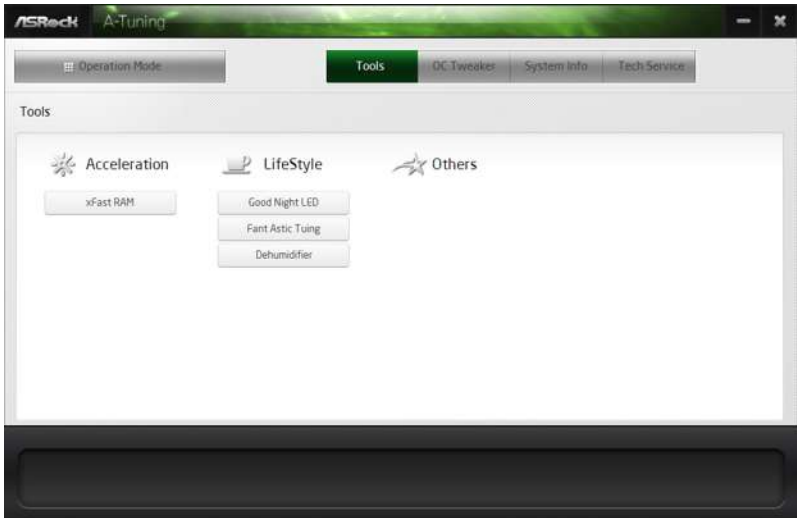 ASRock A-Tuning
Operation Mode
Tools OC Tweaker System Info Tech Service
Tools
Acceleration LifeStyle Others
xFast RAM Good Night LED
Fant Astic Tuing
Dehumidifier